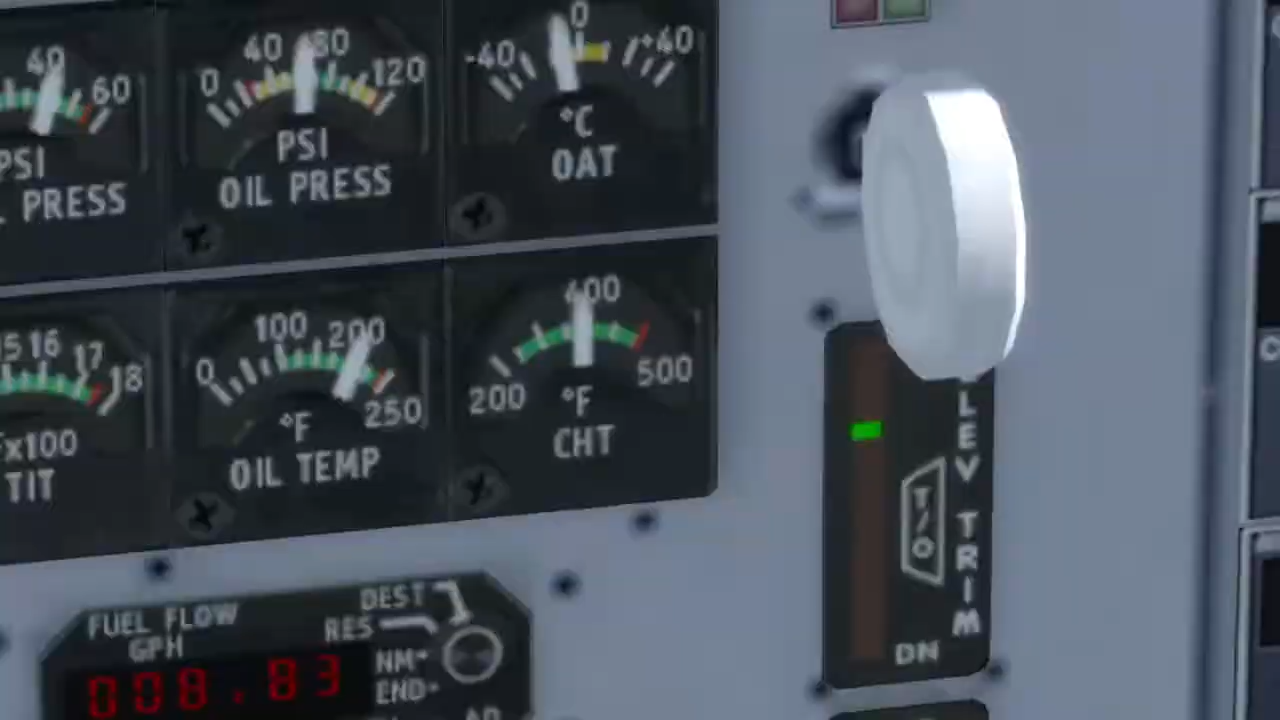 40
60
PSI
PRESS
0
40
80
120
PSI
OIL PRESS
-40
0
+40
°C
OAT
15 16 17 18
x100
TIT
0
100
200
250
°F
OIL TEMP
200
400
500
°F
CHT
FUEL FLOW
GPH
008.83
DEST
RES
NM
END
T/O
LEV TRIM
DN